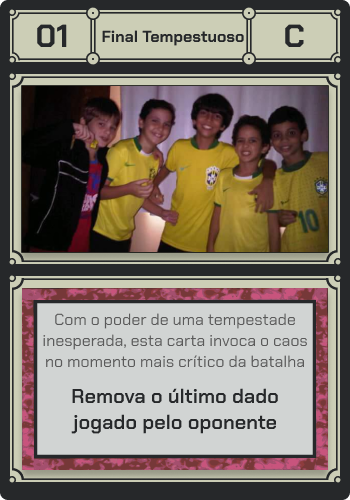 01
Final Tempestuoso
C
10
Com o poder de uma tempestade
inesperada, esta carta invoca o caos
no momento mais crítico da batalha
Remova o último dado
jogado pelo oponente